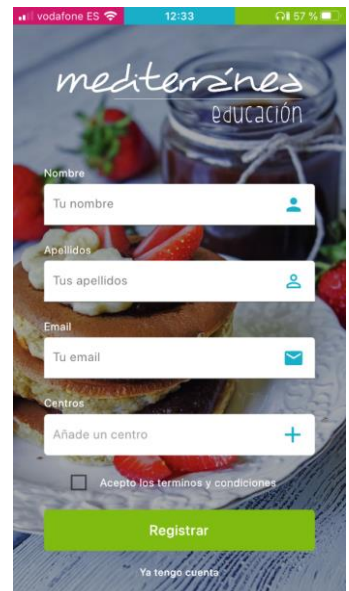 vodafone ES 12:33 57 %
mediterránea
educación
Nombre
Tu nombre
Apellidos
Tus apellidos
Email
Tu email
Centros
Añade un centro
Acepto los terminos y condiciones
Registrar
Ya tengo cuenta